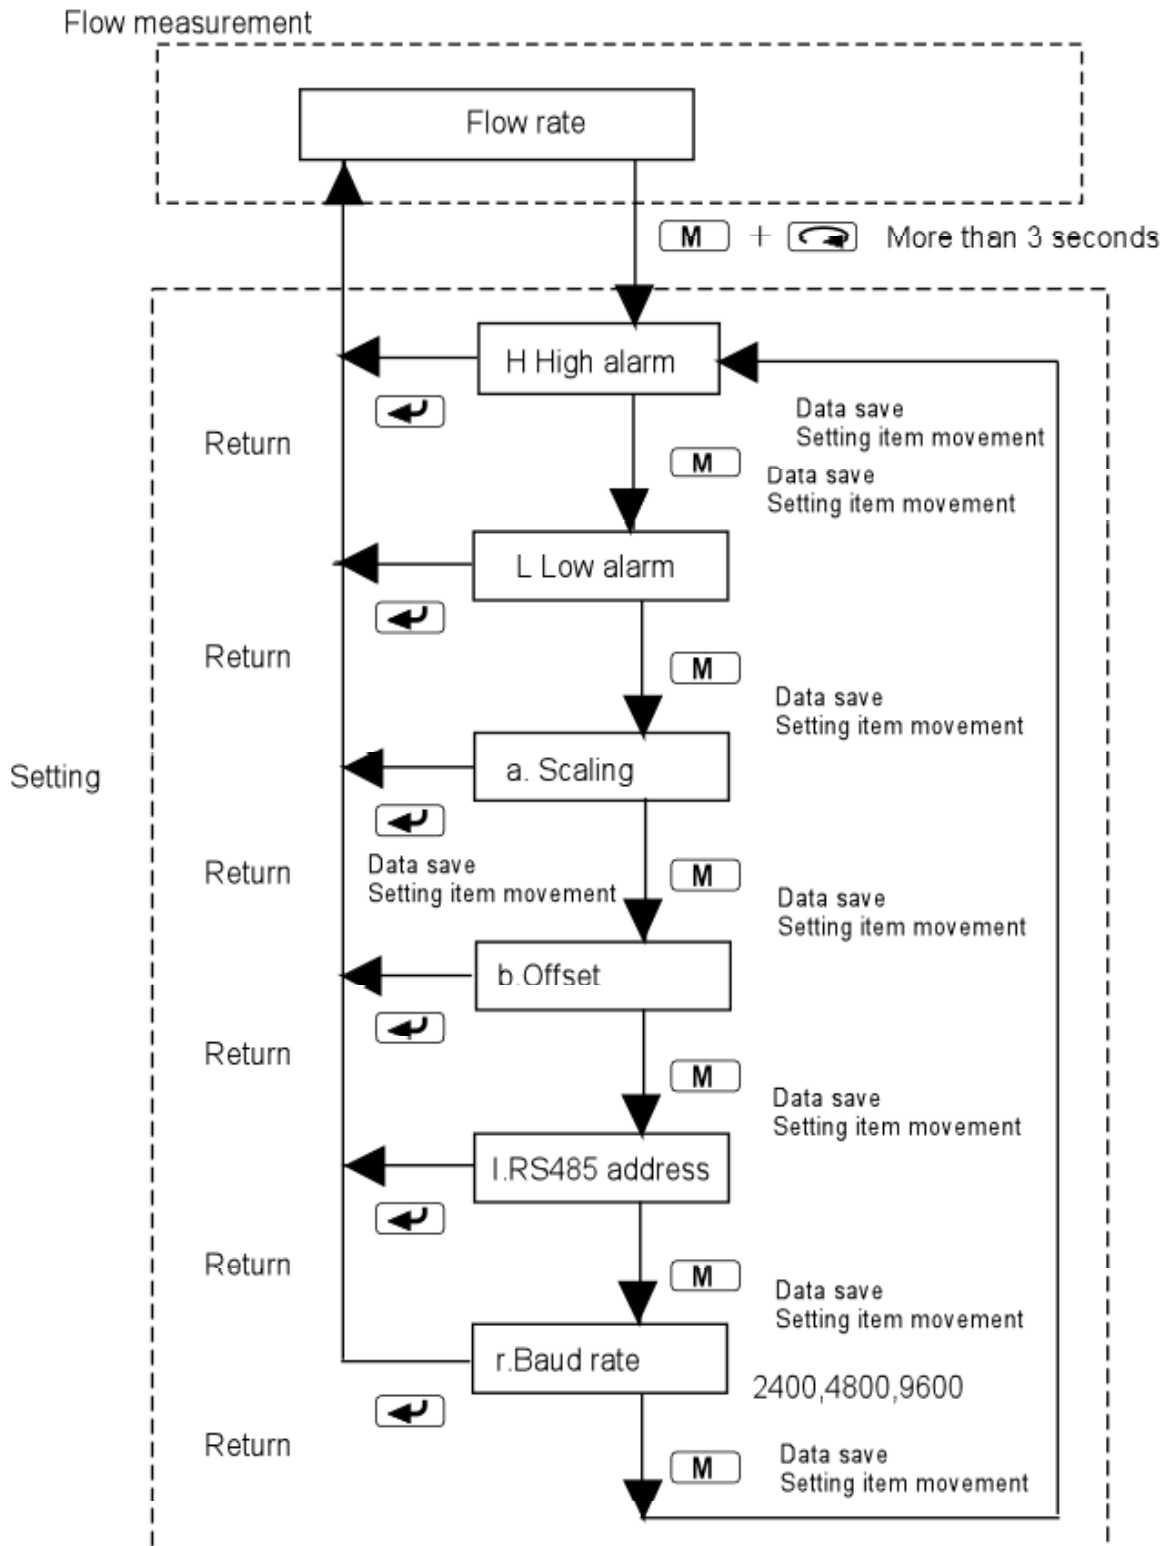 Flow measurement
Flow rate
M + More than 3 seconds
H High alarm
Data save
Setting item movement
Return
M
Data save
Setting item movement
L Low alarm
Return
M
Data save
Setting item movement
a. Scaling
Setting
Data save
Setting item movement
Return
M
Data save
Setting item movement
b.Offset
Return
M
Data save
Setting item movement
I.RS485 address
Return
M
Data save
Setting item movement
r.Baud rate
2400,4800,9600
Return
M
Data save
Setting item movement